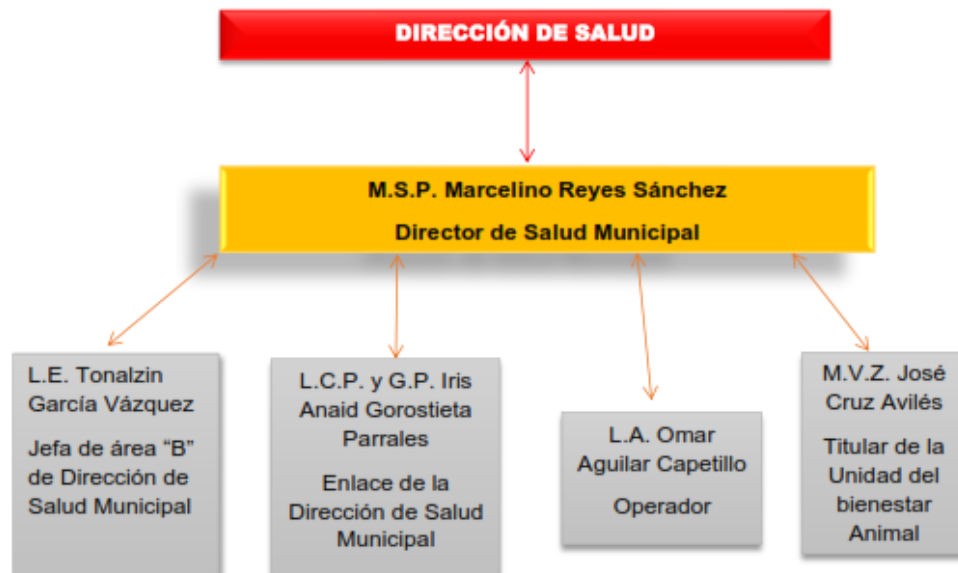 DIRECCIÓN DE SALUD
M.S.P. Marcelino Reyes Sánchez
Director de Salud Municipal
L.E. Tonalzin
García Vázquez
Jefa de área “B”
de Dirección de
Salud Municipal
L.C.P. y G.P. Iris
Anaid Gorostieta
Parrales
Enlace de la
Dirección de Salud
Municipal
L.A. Omar
Aguilar Capetillo
Operador
M.V.Z. José
Cruz Avilés
Titular de la
Unidad del
bienestar
Animal